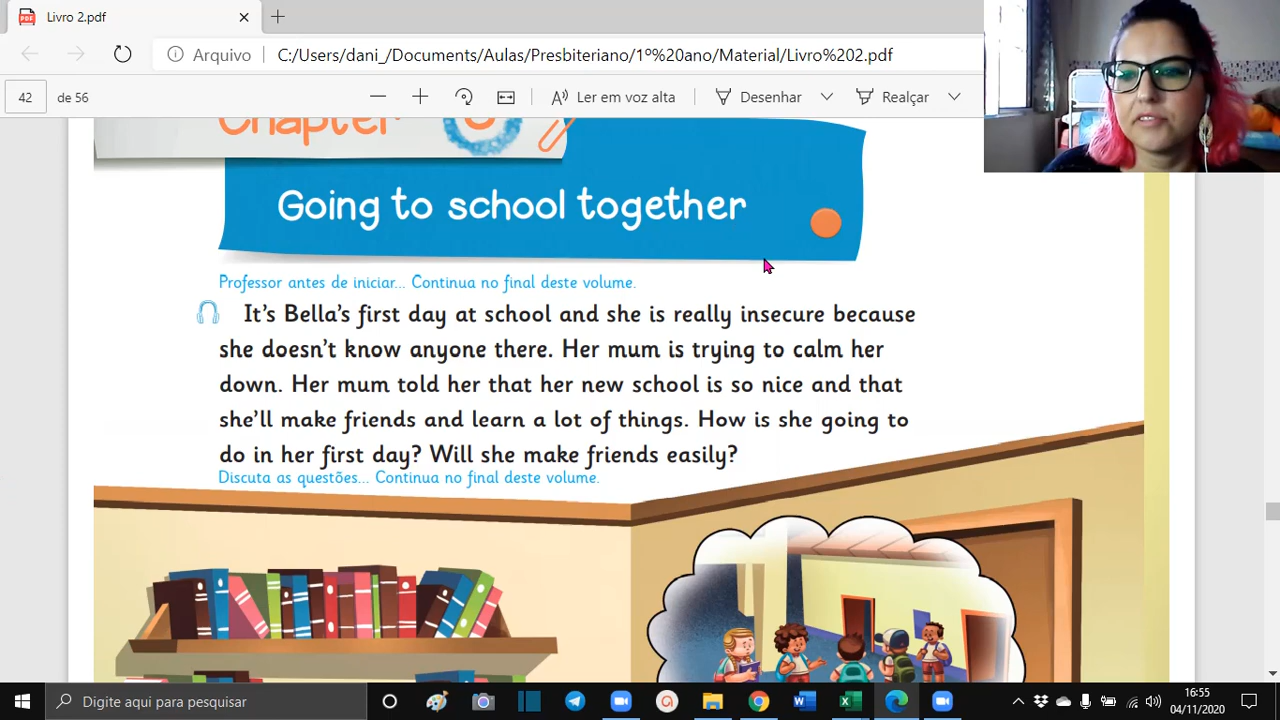 Livro 2.pdf
Arquivo
C:/Users/dani_/Documents/Aulas/Presbiteriano/1º%20ano/Material/Livro%202.pdf
42
de 56
Ler em voz alta
Desenhar
Realçar
Chapter
Going to school together
Professor antes de iniciar... Continua no final deste volume.
It's Bella's first day at school and she is really insecure because
she doesn't know anyone there. Her mum is trying to calm her
down. Her mum told her that her new school is so nice and that
she'll make friends and learn a lot of things. How is she going to
do in her first day? Will she make friends easily?
Discuta as questões... Continua no final deste volume.
Digite aqui para pesquisar
16:55
04/11/2020